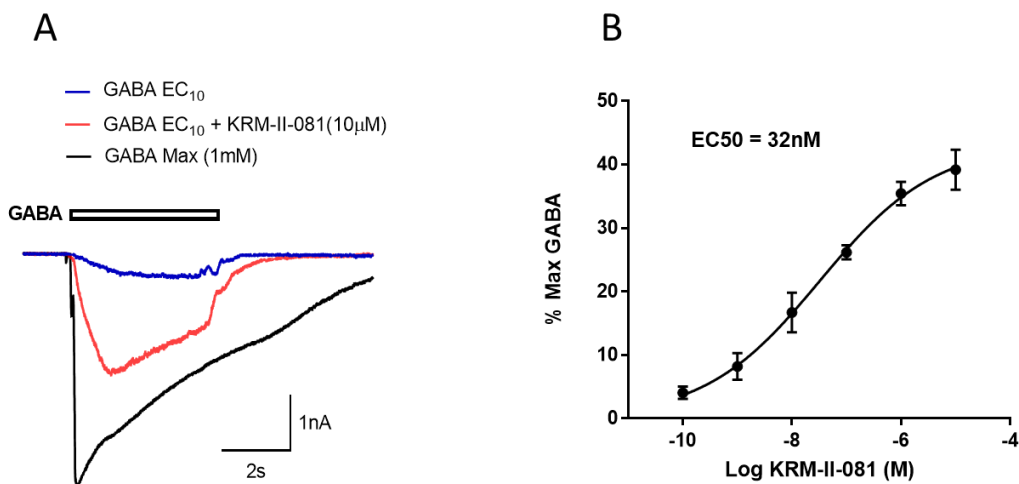 A
GABA EC₁₀
GABA EC₁₀ + KRM-II-081(10μM)
GABA Max (1mM)
GABA
1nA
2s
B
50
40
30
20
10
0
% Max GABA
EC50 = 32nM
-10
-8
-6
-4
Log KRM-II-081 (M)